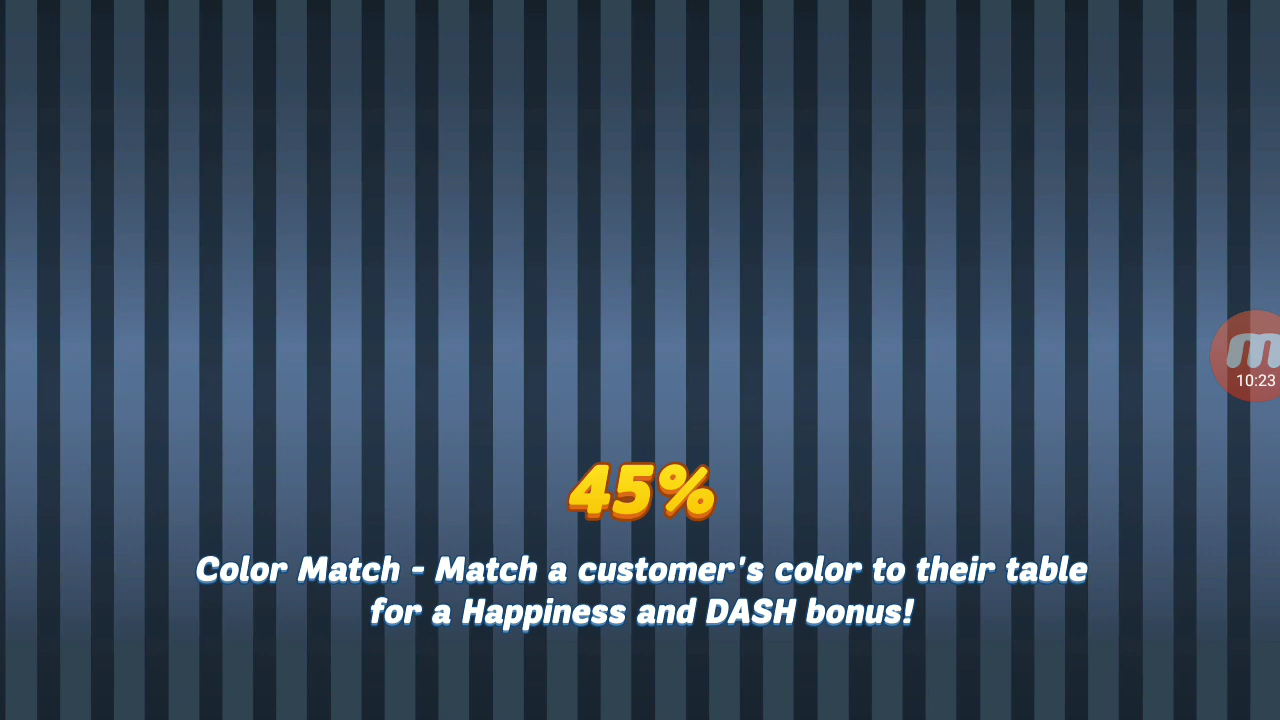 45%
Color Match - Match a customer's color to their table
for a Happiness and DASH bonus!
m
10:23